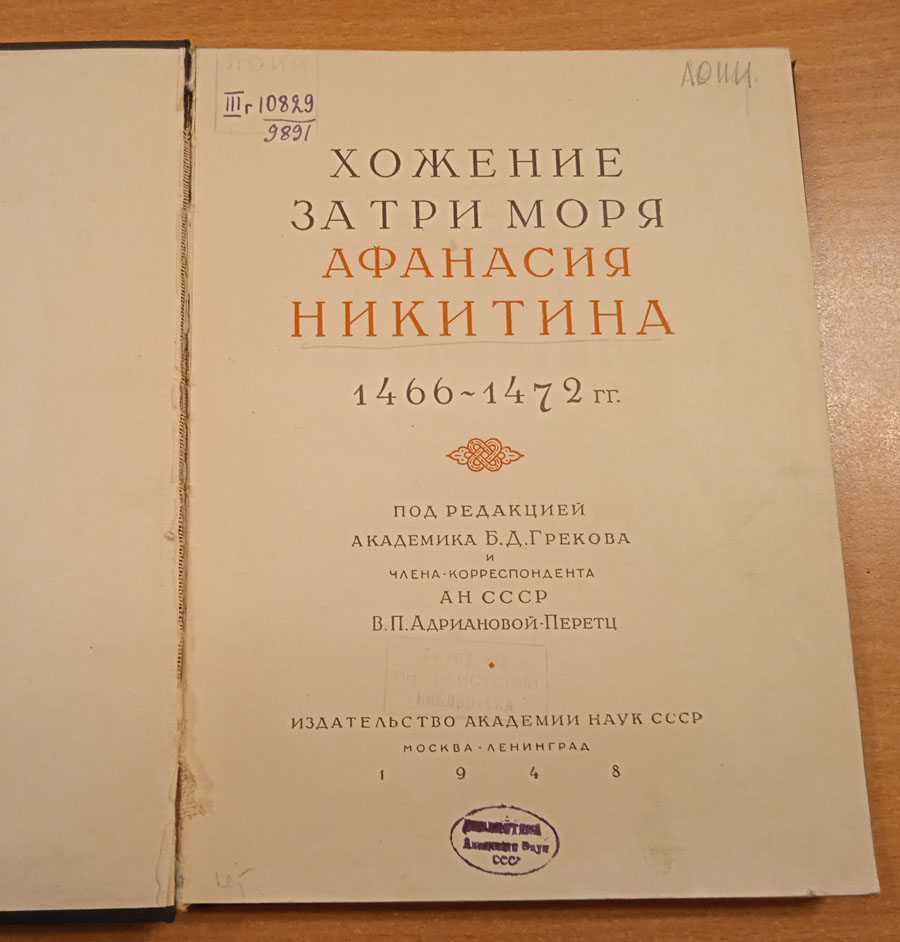 ЛОИИ.
IIIг 10829
9891
ХОЖЕНИЕ
ЗА ТРИ МОРЯ
АФАНАСИЯ
НИКИТИНА
1466~1472 гг.
ПОД РЕДАКЦИЕЙ
АКАДЕМИКА Б.Д.ГРЕКОВА
И
ЧЛЕНА-КОРРЕСПОНДЕНТА
АН СССР
В.П.АДРИАНОВОЙ-ПЕРЕТЦ
ИЗДАТЕЛЬСТВО АКАДЕМИИ НАУК СССР
МОСКВА·ЛЕНИНГРАД
1 9 4 8
БИБЛИОТЕКА
Академии Наук
СССР